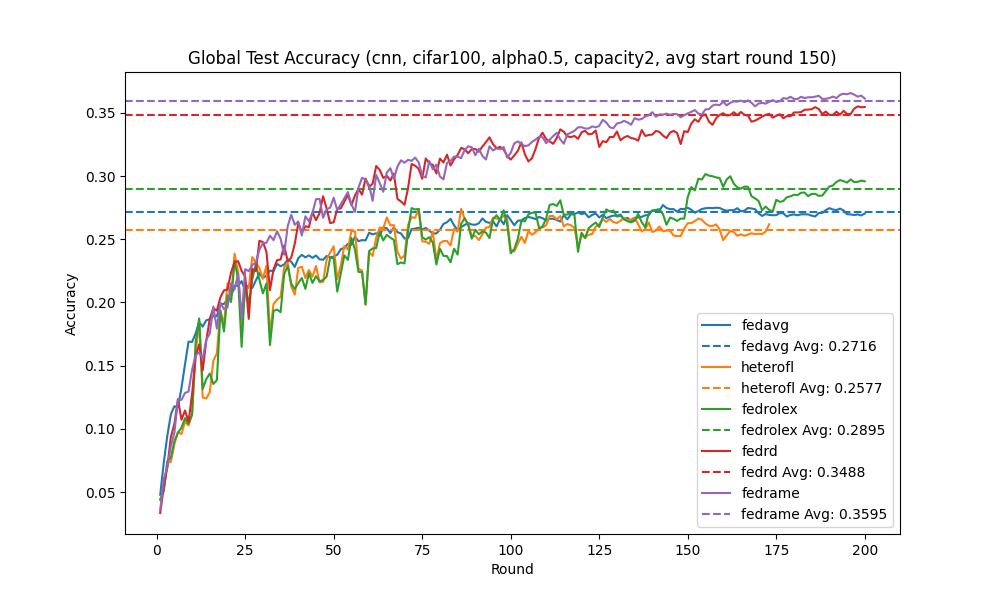 Global Test Accuracy (cnn, cifar100, alpha0.5, capacity2, avg start round 150)
Accuracy
0.35
0.30
0.25
0.20
0.15
0.10
0.05
fedavg
fedavg Avg: 0.2716
heterofl
heterofl Avg: 0.2577
fedrolex
fedrolex Avg: 0.2895
fedrd
fedrd Avg: 0.3488
fedrame
fedrame Avg: 0.3595
0 25 50 75 100 125 150 175 200
Round